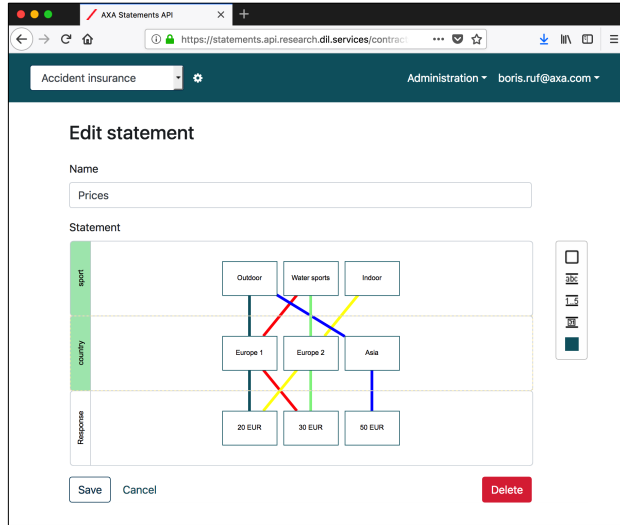 AXA Statements API
https://statements.api.research.dil.services/contract
Accident insurance
Administration
boris.ruf@axa.com
Edit statement
Name
Prices
Statement
sport
Outdoor
Water sports
Indoor
abc
1_5
country
Europe 1
Europe 2
Asia
Response
20 EUR
30 EUR
50 EUR
Save
Cancel
Delete